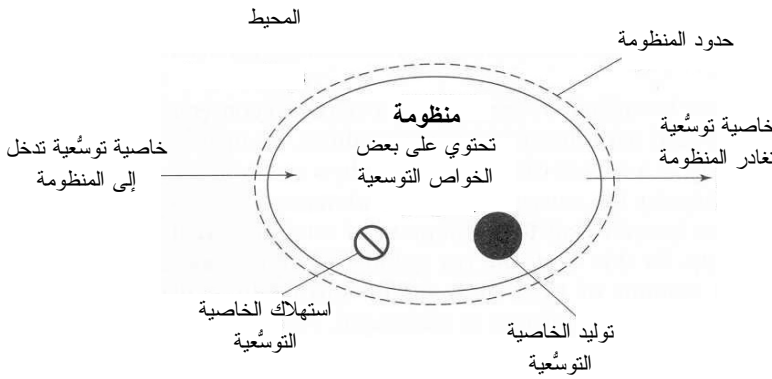 المحيط
حدود المنظومة
منظومة
تحتوي على بعض
الخواص التوسعية
خاصية توسُّعية
تغادر المنظومة
خاصية توسُّعية تدخل
إلى المنظومة
استهلاك الخاصية
التوسُّعية
توليد الخاصية
التوسُّعية